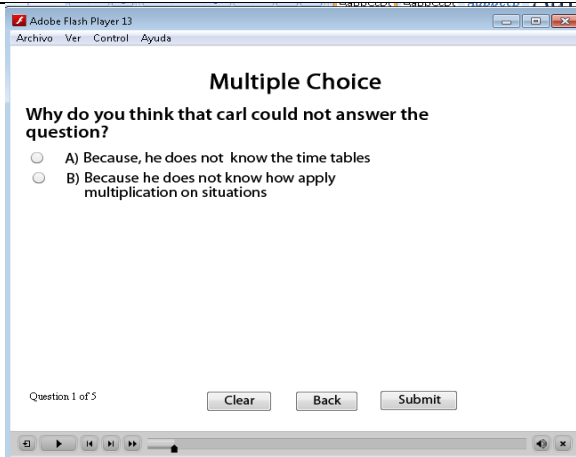 Adobe Flash Player 13
Archivo Ver Control Ayuda
Multiple Choice
Why do you think that carl could not answer the
question?
A) Because, he does not know the time tables
B) Because he does not know how apply
multiplication on situations
Question 1 of 5
Clear Back Submit